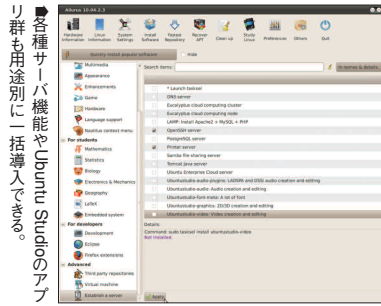 ➡各種サーバ機能やUbuntu Studioのアプ
リ群も用途別に一括導入できる。
Ailurus 10.04.2.3
Hardware Information
Linux Information
System Settings
Install Software
Fastest Repository
Recover APT
Clean up
Study Linux
Preferences
Others
Quit
Quickly install popular software
Hide
Multimedia
Appearance
Enhancements
Game
Hardware
Language support
Nautilus context menu
For students
Mathematics
Statistics
Biology
Electronics & Mechanics
Geography
LaTeX
Embedded system
For developers
Development
Eclipse
Firefox extensions
Advanced
Third party repositories
Virtual machine
Establish a server
Search items:
In names & details
* Launch tasksel
DNS server
Eucalyptus cloud computing cluster
Eucalyptus cloud computing node
LAMP: Install Apache2 + MySQL + PHP
OpenSSH server
PostgreSQL server
Printer server
Samba file sharing server
Tomcat Java server
Ubuntu Enterprise Cloud server
Ubuntustudio-audio-plugins: LADSPA and DSSI audio creation and editing
Ubuntustudio-audio: Audio creation and editing
Ubuntustudio-font-meta: A lot of font
Ubuntustudio-graphics: 2D/3D creation and editing
Ubuntustudio-video: Video creation and editing
Details:
Command: sudo tasksel install ubuntustudio-video
Not installed.
Apply